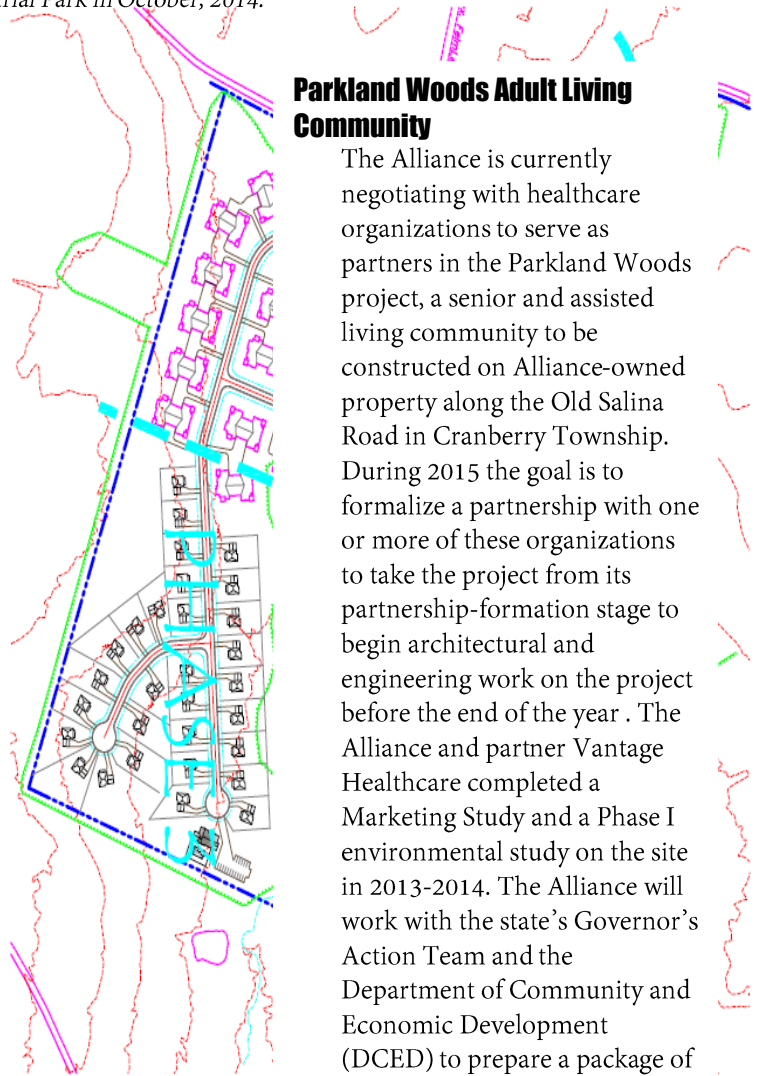 trial Park in October, 2014.
Parkland Woods Adult Living
Community
The Alliance is currently
negotiating with healthcare
organizations to serve as
partners in the Parkland Woods
project, a senior and assisted
living community to be
constructed on Alliance-owned
property along the Old Salina
Road in Cranberry Township.
During 2015 the goal is to
formalize a partnership with one
or more of these organizations
to take the project from its
partnership-formation stage to
begin architectural and
engineering work on the project
before the end of the year . The
Alliance and partner Vantage
Healthcare completed a
Marketing Study and a Phase I
environmental study on the site
in 2013-2014. The Alliance will
work with the state’s Governor’s
Action Team and the
Department of Community and
Economic Development
(DCED) to prepare a package of
PHASE 3